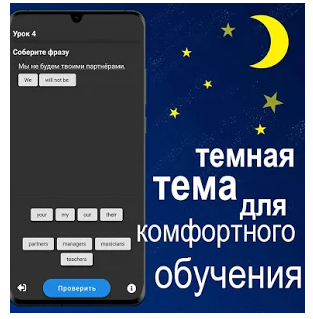 Урок 4
Соберите фразу
Мы не будем твоими партнёрами.
We will not be
your my our their
partners managers musicians
teachers
Проверить
темная
тема
для
комфортного
обучения